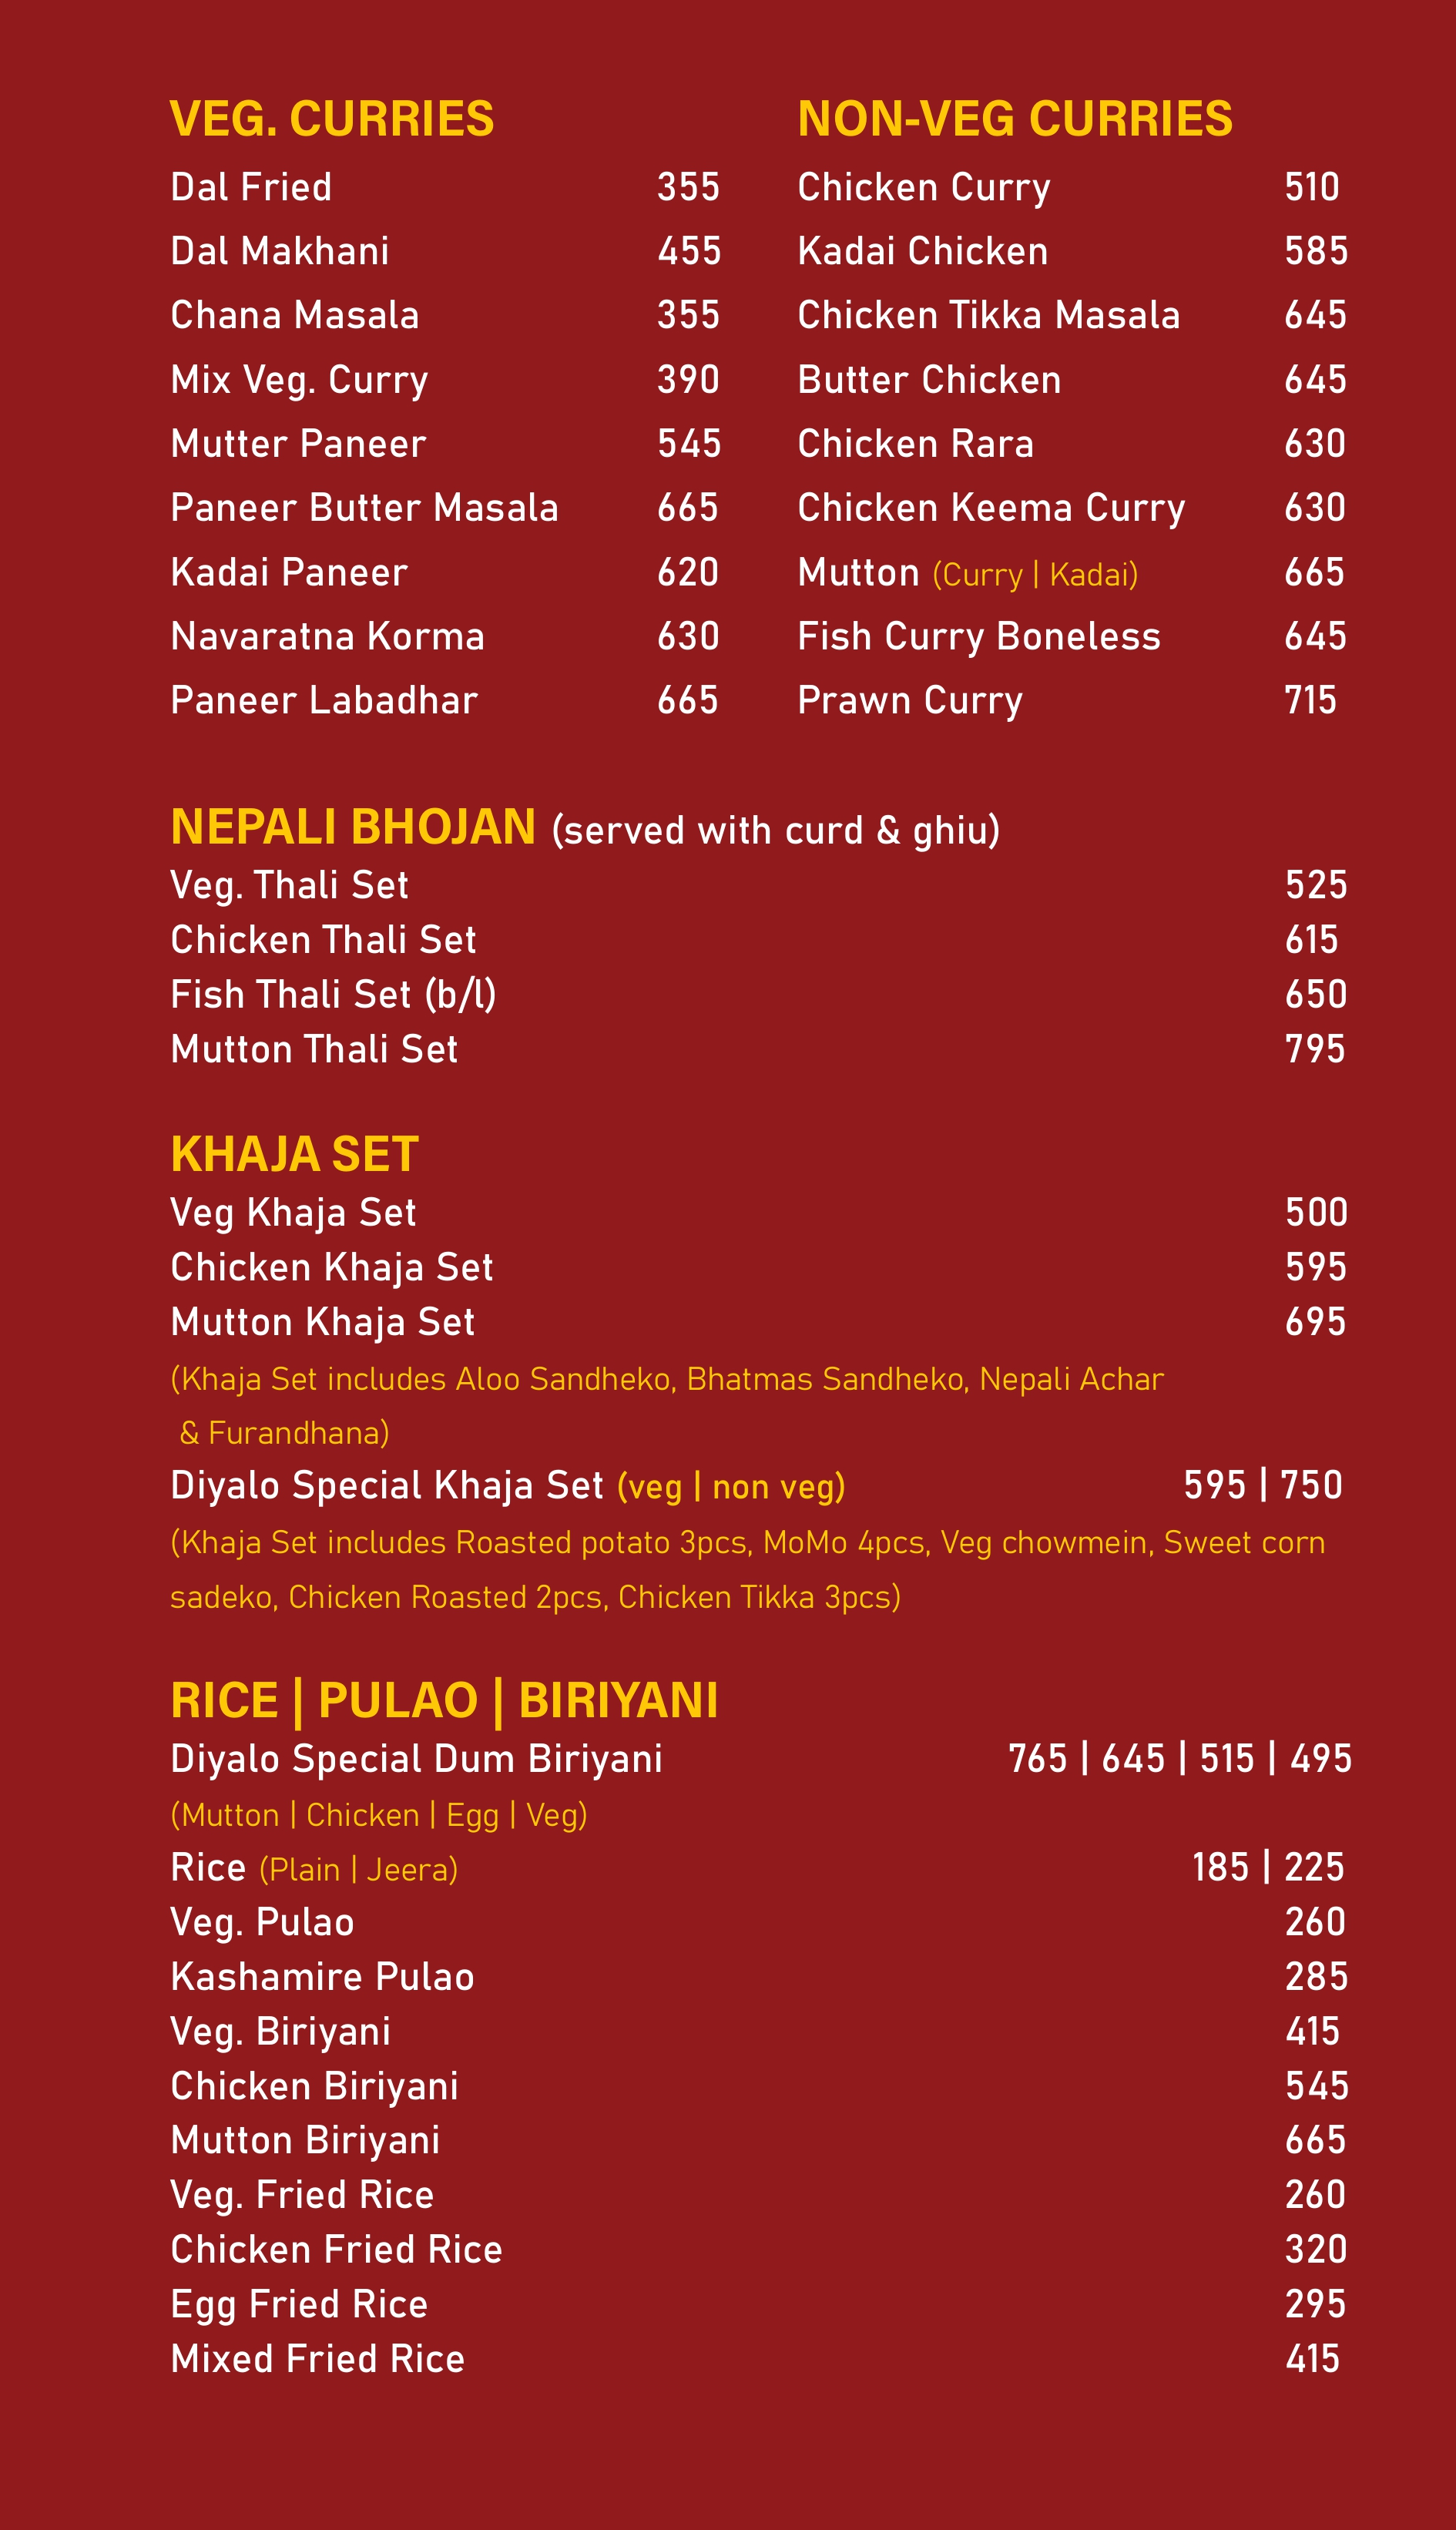 VEG. CURRIES
Dal Fried 355
Dal Makhani 455
Chana Masala 355
Mix Veg. Curry 390
Mutter Paneer 545
Paneer Butter Masala 665
Kadai Paneer 620
Navaratna Korma 630
Paneer Labadhar 665
NON-VEG CURRIES
Chicken Curry 510
Kadai Chicken 585
Chicken Tikka Masala 645
Butter Chicken 645
Chicken Rara 630
Chicken Keema Curry 630
Mutton (Curry | Kadai) 665
Fish Curry Boneless 645
Prawn Curry 715
NEPALI BHOJAN (served with curd & ghiu)
Veg. Thali Set 525
Chicken Thali Set 615
Fish Thali Set (b/l) 650
Mutton Thali Set 795
KHAJA SET
Veg Khaja Set 500
Chicken Khaja Set 595
Mutton Khaja Set 695
(Khaja Set includes Aloo Sandheko, Bhatmas Sandheko, Nepali Achar
& Furandhana)
Diyalo Special Khaja Set (veg | non veg) 595 | 750
(Khaja Set includes Roasted potato 3pcs, MoMo 4pcs, Veg chowmein, Sweet corn
sadeko, Chicken Roasted 2pcs, Chicken Tikka 3pcs)
RICE | PULAO | BIRIYANI
Diyalo Special Dum Biriyani 765 | 645 | 515 | 495
(Mutton | Chicken | Egg | Veg)
Rice (Plain | Jeera) 185 | 225
Veg. Pulao 260
Kashamire Pulao 285
Veg. Biriyani 415
Chicken Biriyani 545
Mutton Biriyani 665
Veg. Fried Rice 260
Chicken Fried Rice 320
Egg Fried Rice 295
Mixed Fried Rice 415